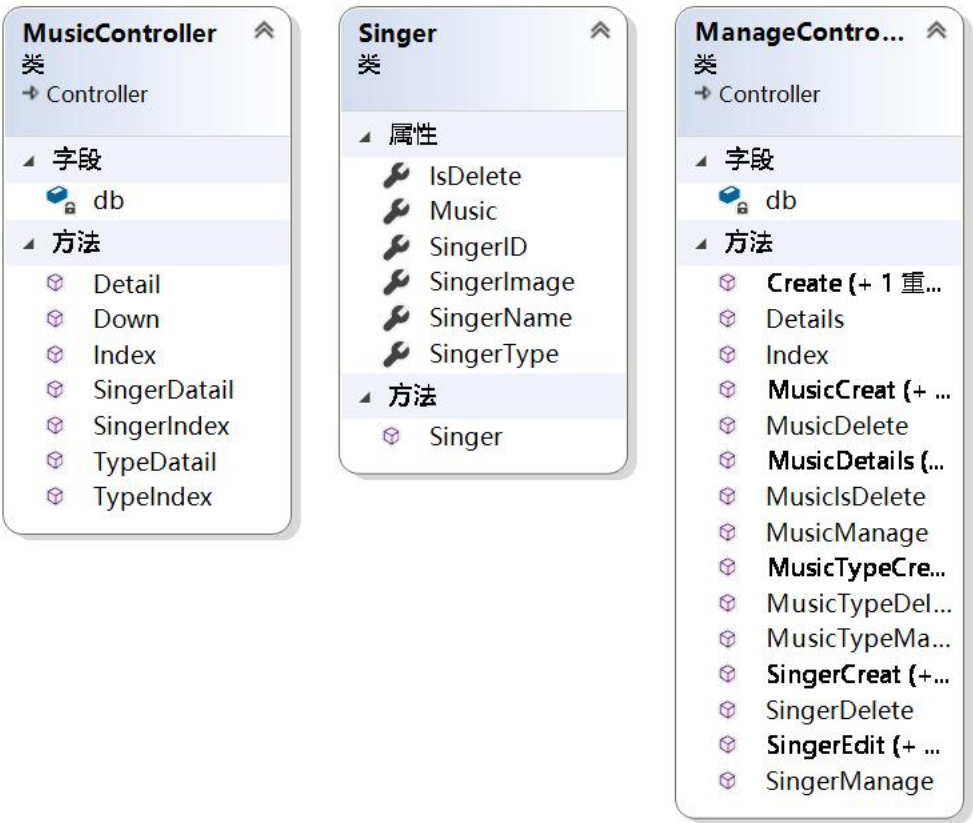 MusicController
类
Controller
字段
db
方法
Detail
Down
Index
SingerDatail
SingerIndex
TypeDatail
TypeIndex
Singer
类
属性
IsDelete
Music
SingerID
SingerImage
SingerName
SingerType
方法
Singer
ManageContro...
类
Controller
字段
db
方法
Create (+ 1 重...
Details
Index
MusicCreat (+ ...
MusicDelete
MusicDetails (...
MusicIsDelete
MusicManage
MusicTypeCre...
MusicTypeDel...
MusicTypeMa...
SingerCreat (+...
SingerDelete
SingerEdit (+ ...
SingerManage